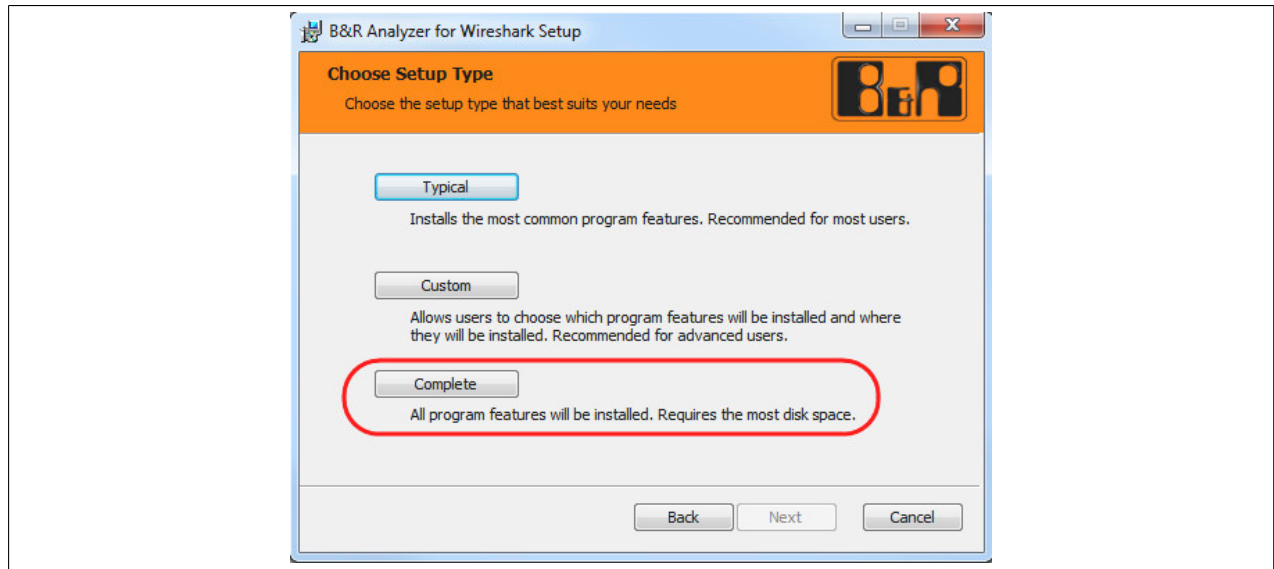 B&R Analyzer for Wireshark Setup
Choose Setup Type
Choose the setup type that best suits your needs
B&R
Typical
Installs the most common program features. Recommended for most users.
Custom
Allows users to choose which program features will be installed and where
they will be installed. Recommended for advanced users.
Complete
All program features will be installed. Requires the most disk space.
Back
Next
Cancel